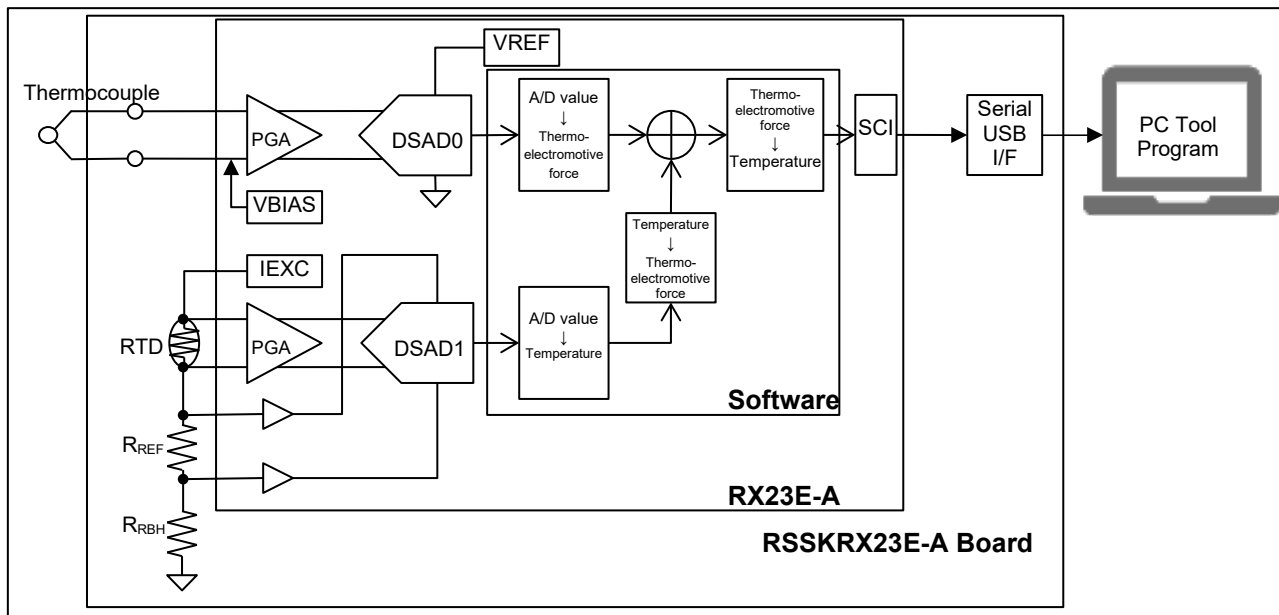 VREF
Thermocouple
PGA
DSAD0
VBIAS
A/D value
↓
Thermo-
electromotive
force
Thermo-
electromotive
force
↓
Temperature
SCI
Serial
USB
I/F
PC Tool
Program
Temperature
↓
Thermo-
electromotive
force
IEXC
RTD
PGA
DSAD1
A/D value
↓
Temperature
Software
RREF
RRBH
RX23E-A
RSSKRX23E-A Board